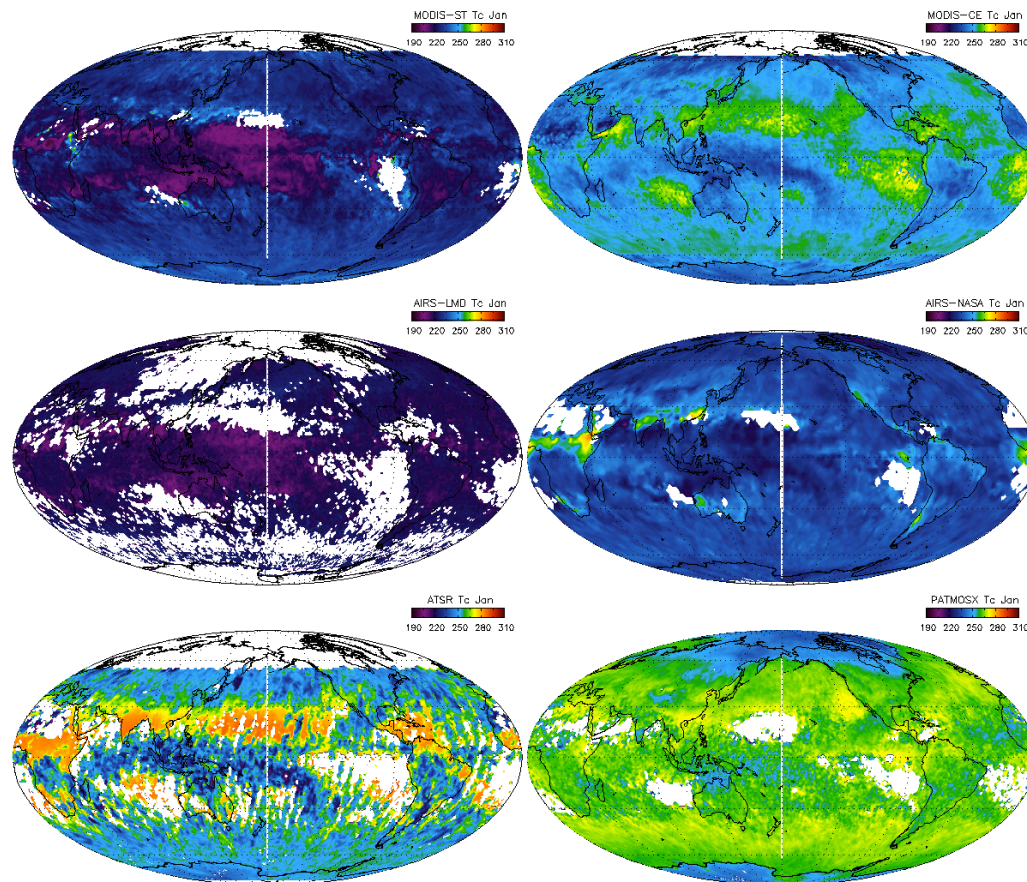 MODIS-ST Tc Jan
190 220 250 280 310
MODIS-CE Tc Jan
190 220 250 280 310
AIRS-LMD Tc Jan
190 220 250 280 310
AIRS-NASA Tc Jan
190 220 250 280 310
ATSR Tc Jan
190 220 250 280 310
PATMOSX Tc Jan
190 220 250 280 310